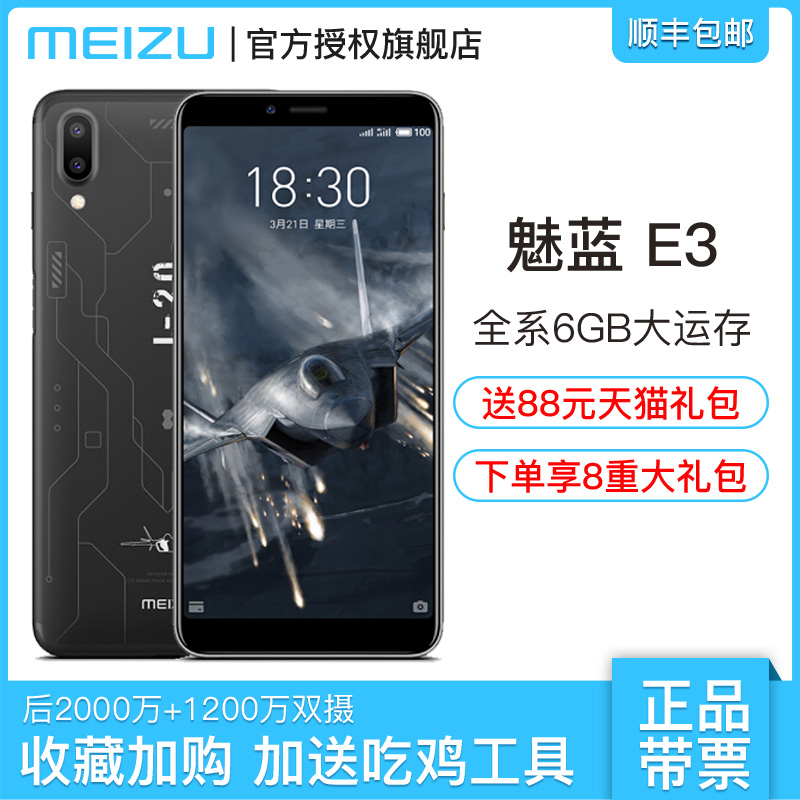 MEIZU | 官方授权旗舰店
顺丰包邮
100
18:30
3月21日 星期三
J-20
MEIZU
魅蓝 E3
全系6GB大运存
送88元天猫礼包
下单享8重大礼包
后2000万+1200万双摄
收藏加购 加送吃鸡工具
正品
带票